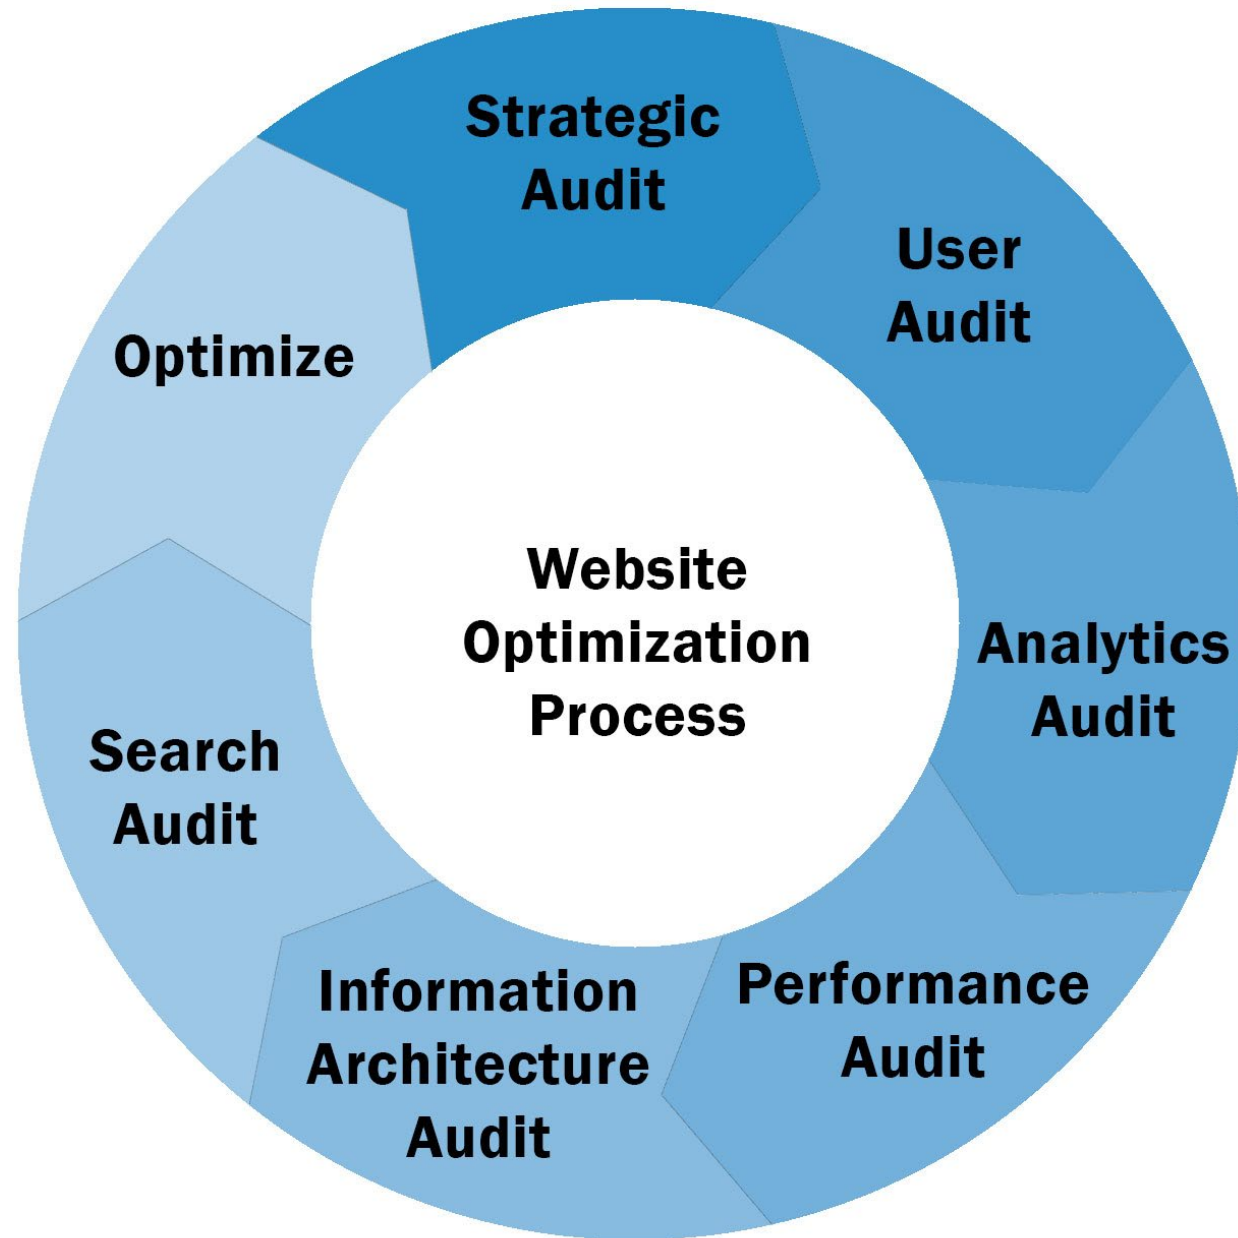 Strategic
Audit
User
Audit
Analytics
Audit
Performance
Audit
Information
Architecture
Audit
Search
Audit
Optimize
Website
Optimization
Process